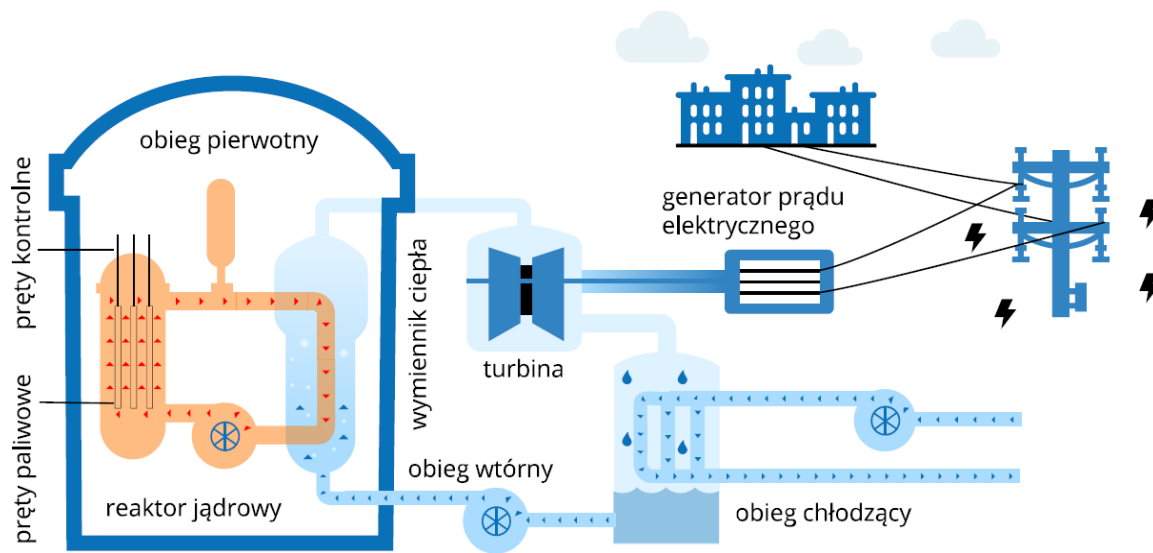 obieg pierwotny
pręty kontrolne
pręty paliwowe
reaktor jądrowy
wymiennik ciepła
obieg wtórny
turbina
generator prądu
elektrycznego
obieg chłodzący